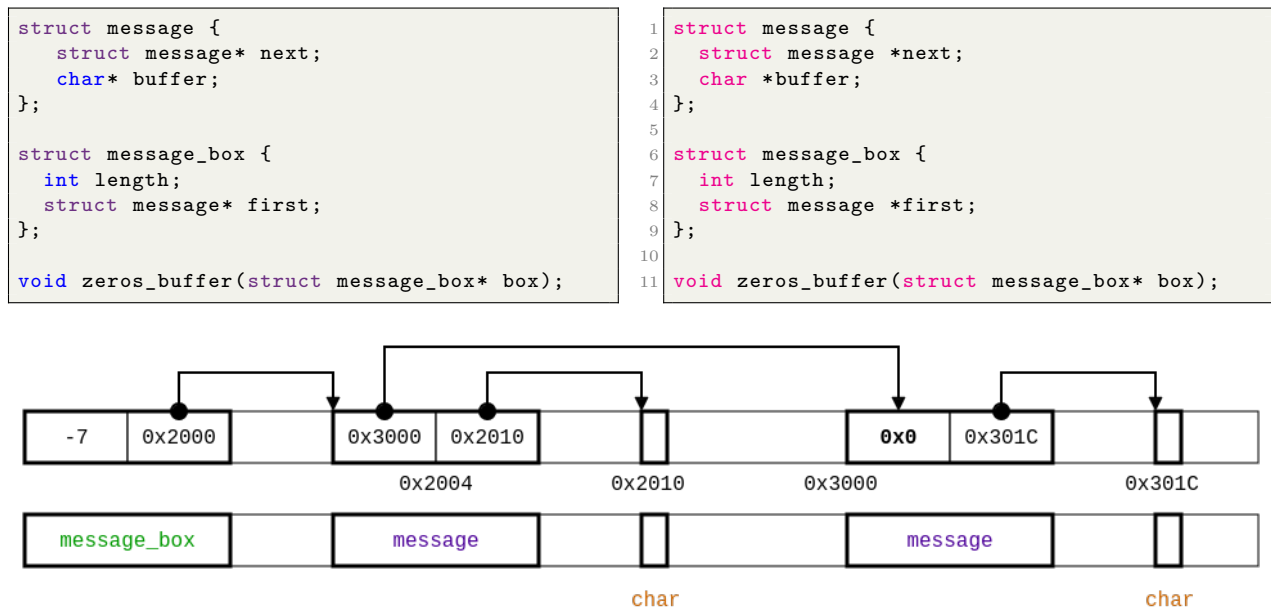 struct message {
   struct message* next;
   char* buffer;
};

struct message_box {
  int length;
  struct message* first;
};

void zeros_buffer(struct message_box* box);
1 struct message {
2   struct message *next;
3   char *buffer;
4 };
5
6 struct message_box {
7   int length;
8   struct message *first;
9 };
10
11 void zeros_buffer(struct message_box* box);
-7 0x2000 0x3000 0x2010 0x0 0x301C
0x2004 0x2010 0x3000 0x301C
message_box message message
char char